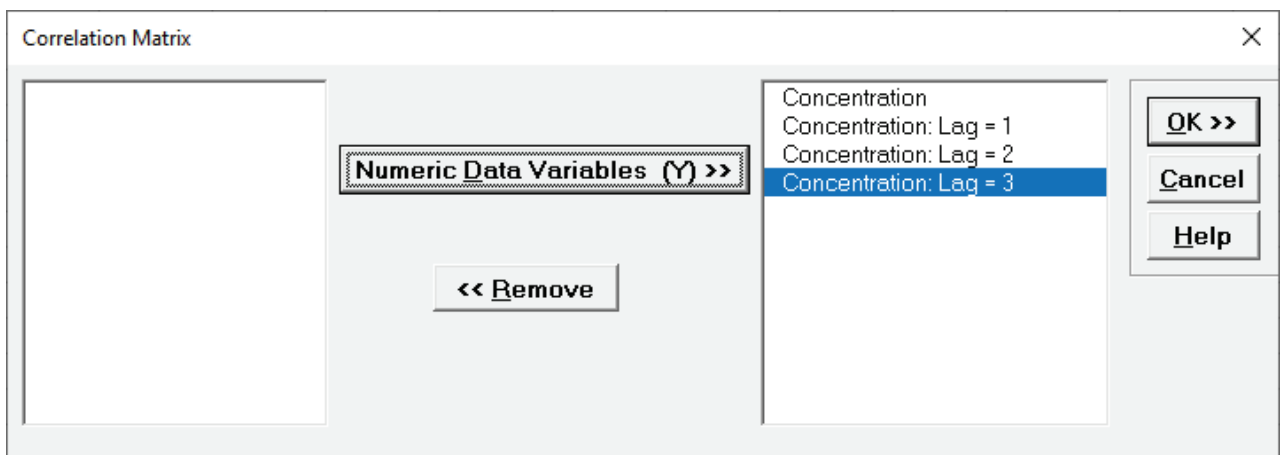 Correlation Matrix
Numeric Data Variables (Y) >>
<< Remove
Concentration
Concentration: Lag = 1
Concentration: Lag = 2
Concentration: Lag = 3
OK >>
Cancel
Help